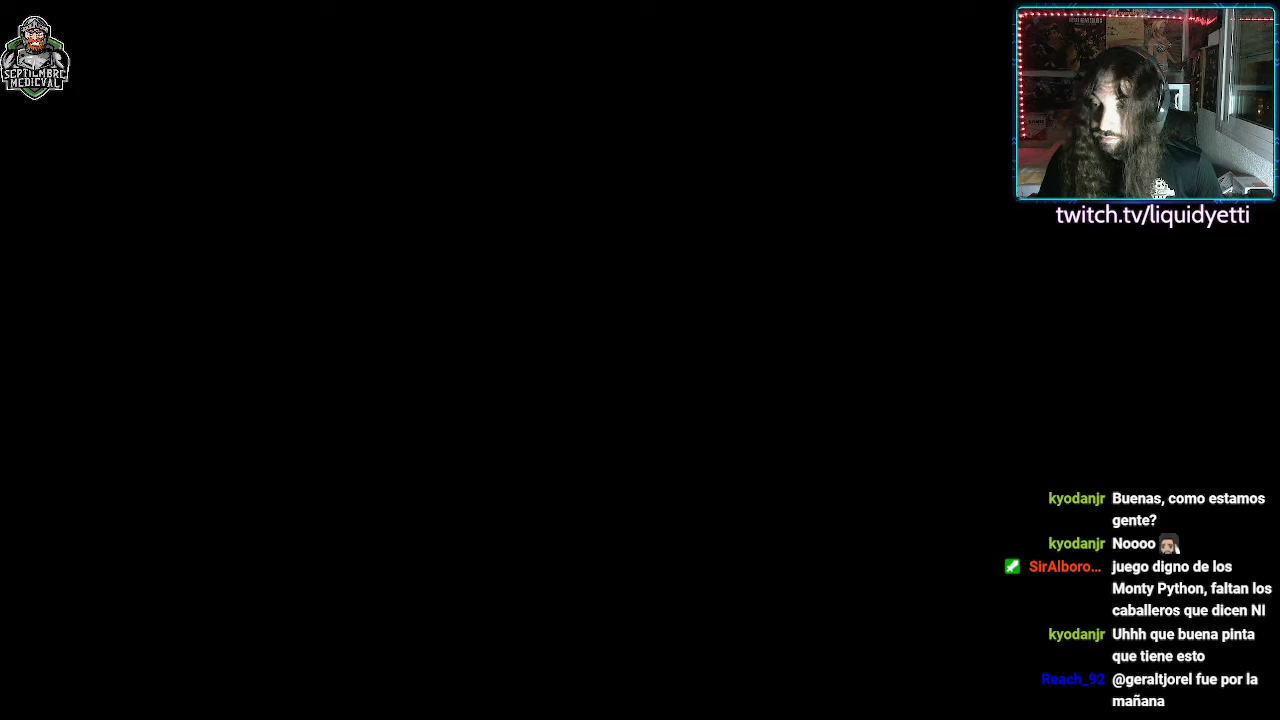 SEPTIEMBRE
MEDIEVAL
twitch.tv/liquidyetti
kyodanjr Buenas, como estamos
gente?
kyodanjr Noooo
SirAlboro... juego digno de los
Monty Python, faltan los
caballeros que dicen NI
kyodanjr Uhhh que buena pinta
que tiene esto
Reach_92 @geraltjorel fue por la
mañana